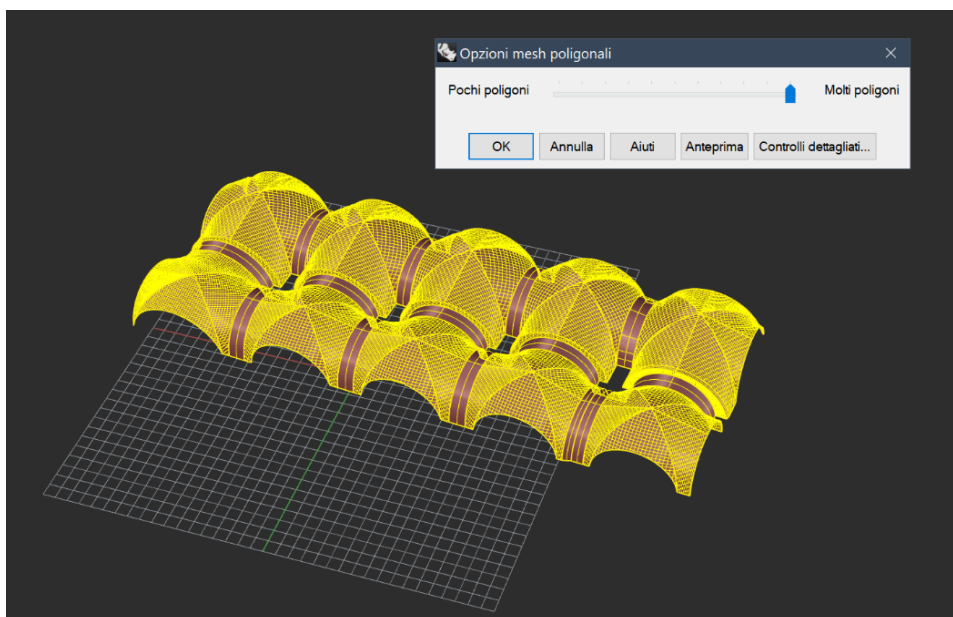 Opzioni mesh poligonali
Pochi poligoni Molti poligoni
OK Annulla Aiuti Anteprima Controlli dettagliati...